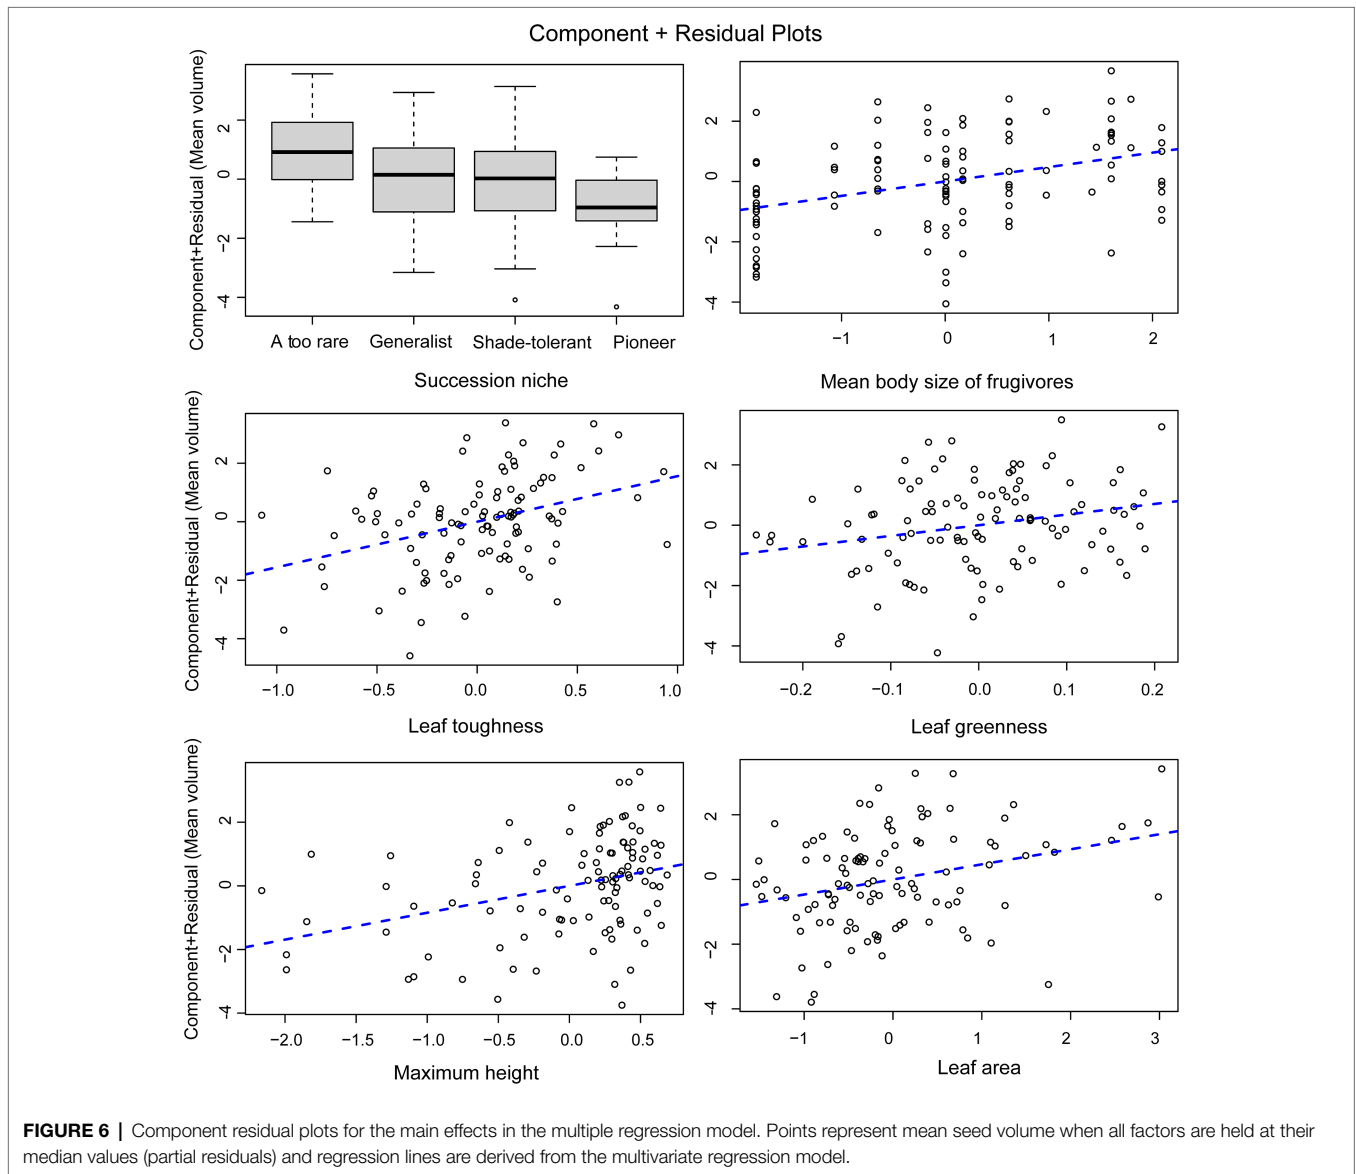 Component + Residual Plots
Component+Residual (Mean volume)
2
0
−2
−4
A too rare Generalist Shade-tolerant Pioneer
Succession niche
2
0
−2
−4
−1 0 1 2
Mean body size of frugivores
Component+Residual (Mean volume)
2
0
−2
−4
−1.0 −0.5 0.0 0.5 1.0
Leaf toughness
2
0
−2
−4
−0.2 −0.1 0.0 0.1 0.2
Leaf greenness
Component+Residual (Mean volume)
2
0
−2
−4
−2.0 −1.5 −1.0 −0.5 0.0 0.5
Maximum height
2
0
−2
−4
−1 0 1 2 3
Leaf area
FIGURE 6 | Component residual plots for the main effects in the multiple regression model. Points represent mean seed volume when all factors are held at their
median values (partial residuals) and regression lines are derived from the multivariate regression model.